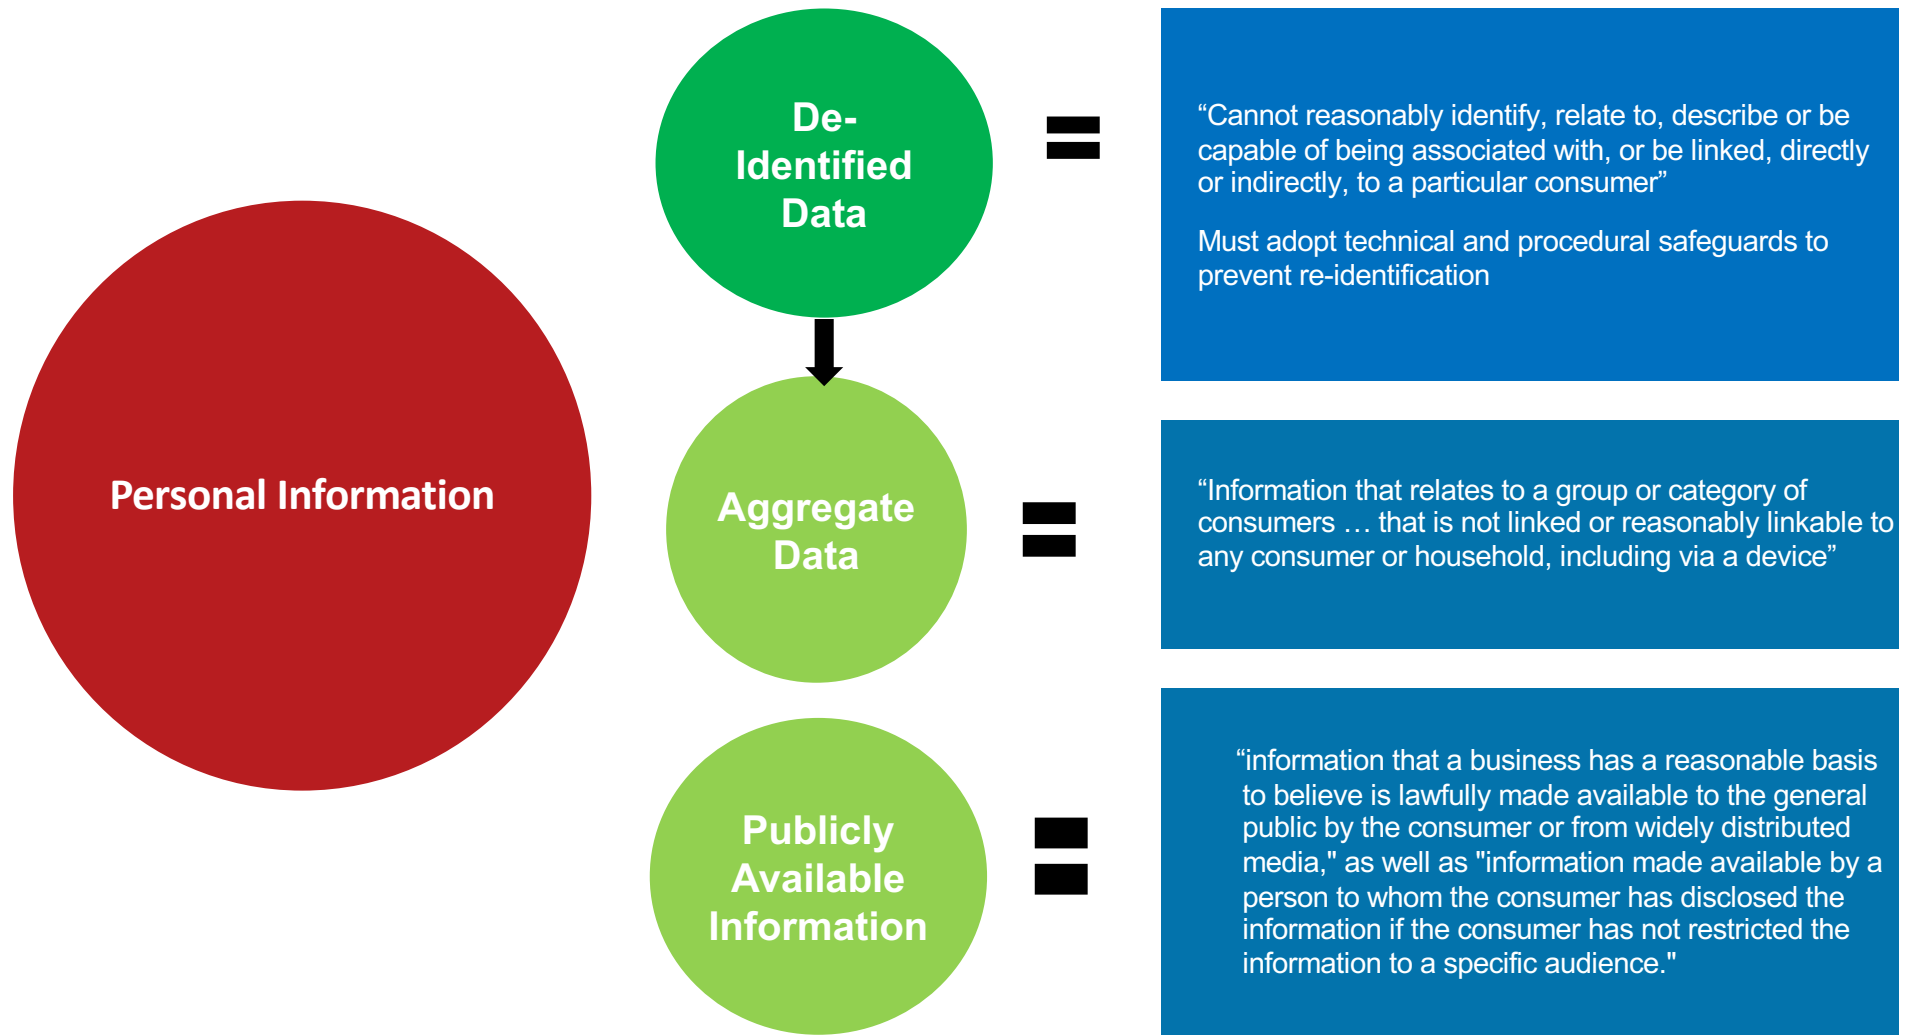 Personal Information
De-
Identified
Data
“Cannot reasonably identify, relate to, describe or be
capable of being associated with, or be linked, directly
or indirectly, to a particular consumer”
Must adopt technical and procedural safeguards to
prevent re-identification
Aggregate
Data
“Information that relates to a group or category of
consumers … that is not linked or reasonably linkable to
any consumer or household, including via a device”
Publicly
Available
Information
“information that a business has a reasonable basis
to believe is lawfully made available to the general
public by the consumer or from widely distributed
media," as well as "information made available by a
person to whom the consumer has disclosed the
information if the consumer has not restricted the
information to a specific audience."